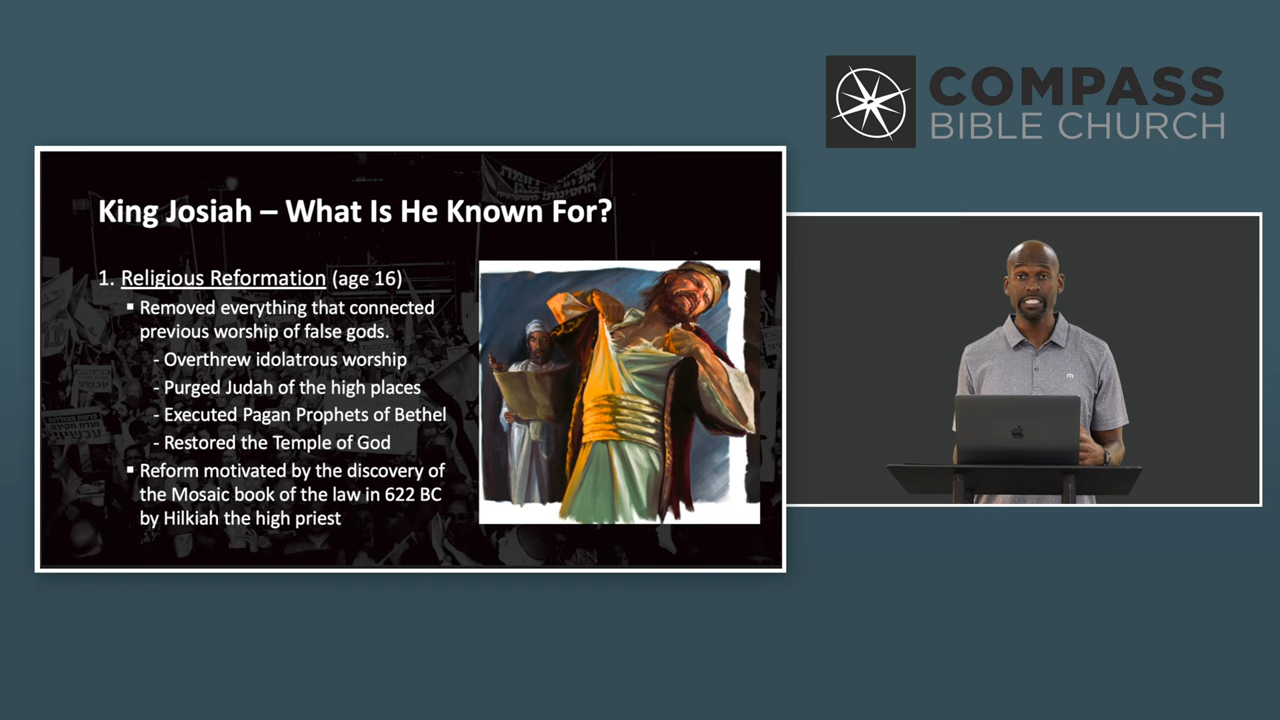 COMPASS
BIBLE CHURCH
King Josiah – What Is He Known For?
1. Religious Reformation (age 16)
▪ Removed everything that connected
previous worship of false gods.
- Overthrew idolatrous worship
- Purged Judah of the high places
- Executed Pagan Prophets of Bethel
- Restored the Temple of God
▪ Reform motivated by the discovery of
the Mosaic book of the law in 622 BC
by Hilkiah the high priest